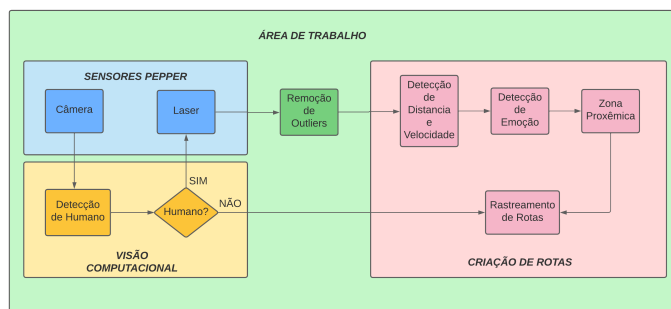 ÁREA DE TRABALHO
SENSORES PEPPER
Câmera
Laser
Remoção
de
Outliers
Detecção
de
Distancia
e
Velocidade
Detecção
de
Emoção
Zona
Proxêmica
SIM
Detecção
de Humano
Humano?
NÃO
Rastreamento
de Rotas
VISÃO
COMPUTACIONAL
CRIAÇÃO DE ROTAS